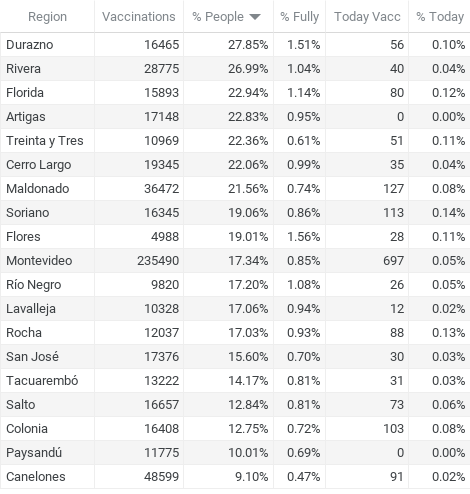 Region Vaccinations % People % Fully Today Vacc % Today
Durazno 16465 27.85% 1.51% 56 0.10%
Rivera 28775 26.99% 1.04% 40 0.04%
Florida 15893 22.94% 1.14% 80 0.12%
Artigas 17148 22.83% 0.95% 0 0.00%
Treinta y Tres 10969 22.36% 0.61% 51 0.11%
Cerro Largo 19345 22.06% 0.99% 35 0.04%
Maldonado 36472 21.56% 0.74% 127 0.08%
Soriano 16345 19.06% 0.86% 113 0.14%
Flores 4988 19.01% 1.56% 28 0.11%
Montevideo 235490 17.34% 0.85% 697 0.05%
Río Negro 9820 17.20% 1.08% 26 0.05%
Lavalleja 10328 17.06% 0.94% 12 0.02%
Rocha 12037 17.03% 0.93% 88 0.13%
San José 17376 15.60% 0.70% 30 0.03%
Tacuarembó 13222 14.17% 0.81% 31 0.03%
Salto 16657 12.84% 0.81% 73 0.06%
Colonia 16408 12.75% 0.72% 103 0.08%
Paysandú 11775 10.01% 0.69% 0 0.00%
Canelones 48599 9.10% 0.47% 91 0.02%